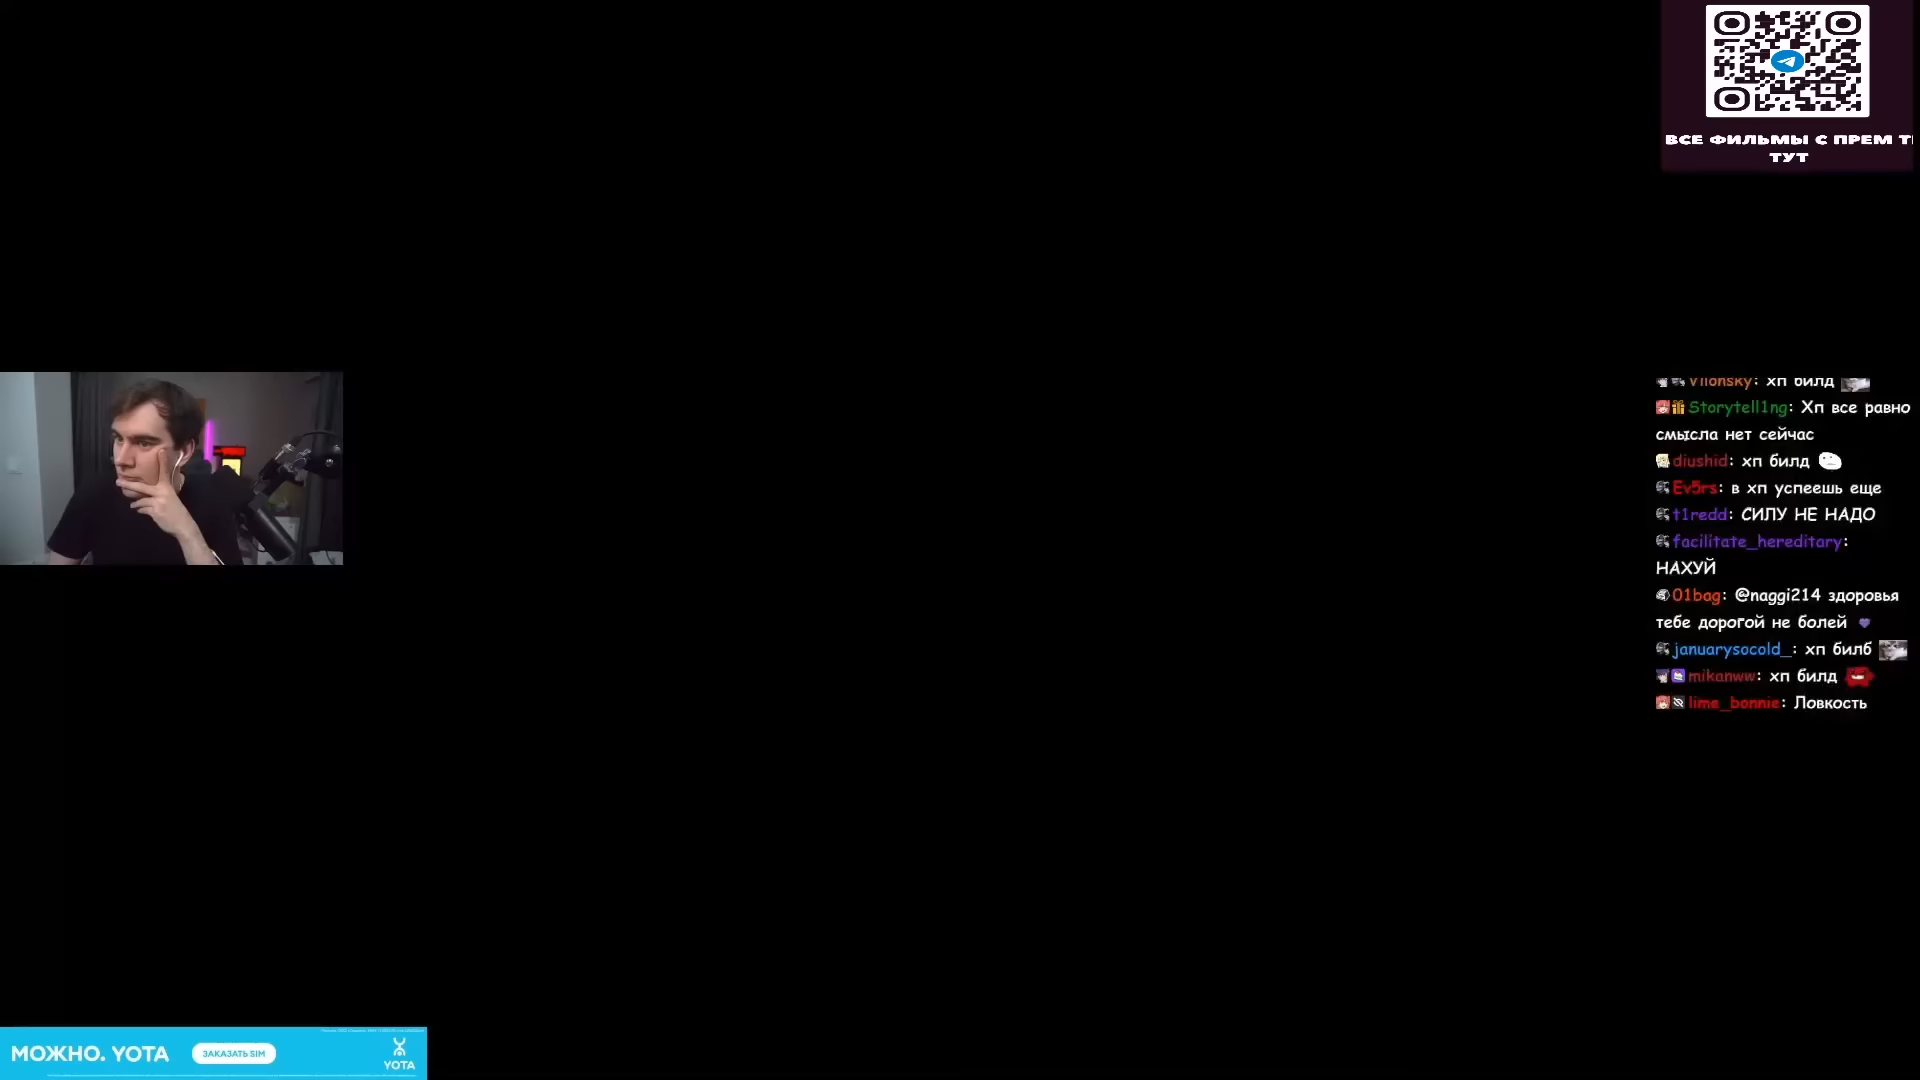 ВСЕ ФИЛЬМЫ С ПРЕМ
ТУТ
Vilonsky: хп билд
Storytell1ng: Хп все равно
смысла нет сейчас
diushid: хп билд
Ev5rs: в хп успеешь еще
t1redd: СИЛУ НЕ НАДО
facilitate_hereditary:
НАХУЙ
01bag: @naggi214 здоровья
тебе дорогой не болей
januarysocold_: хп билб
mikanww: хп билд
lime_bonnie: Ловкость
МОЖНО. YOTA
ЗАКАЗАТЬ SIM
YOTA